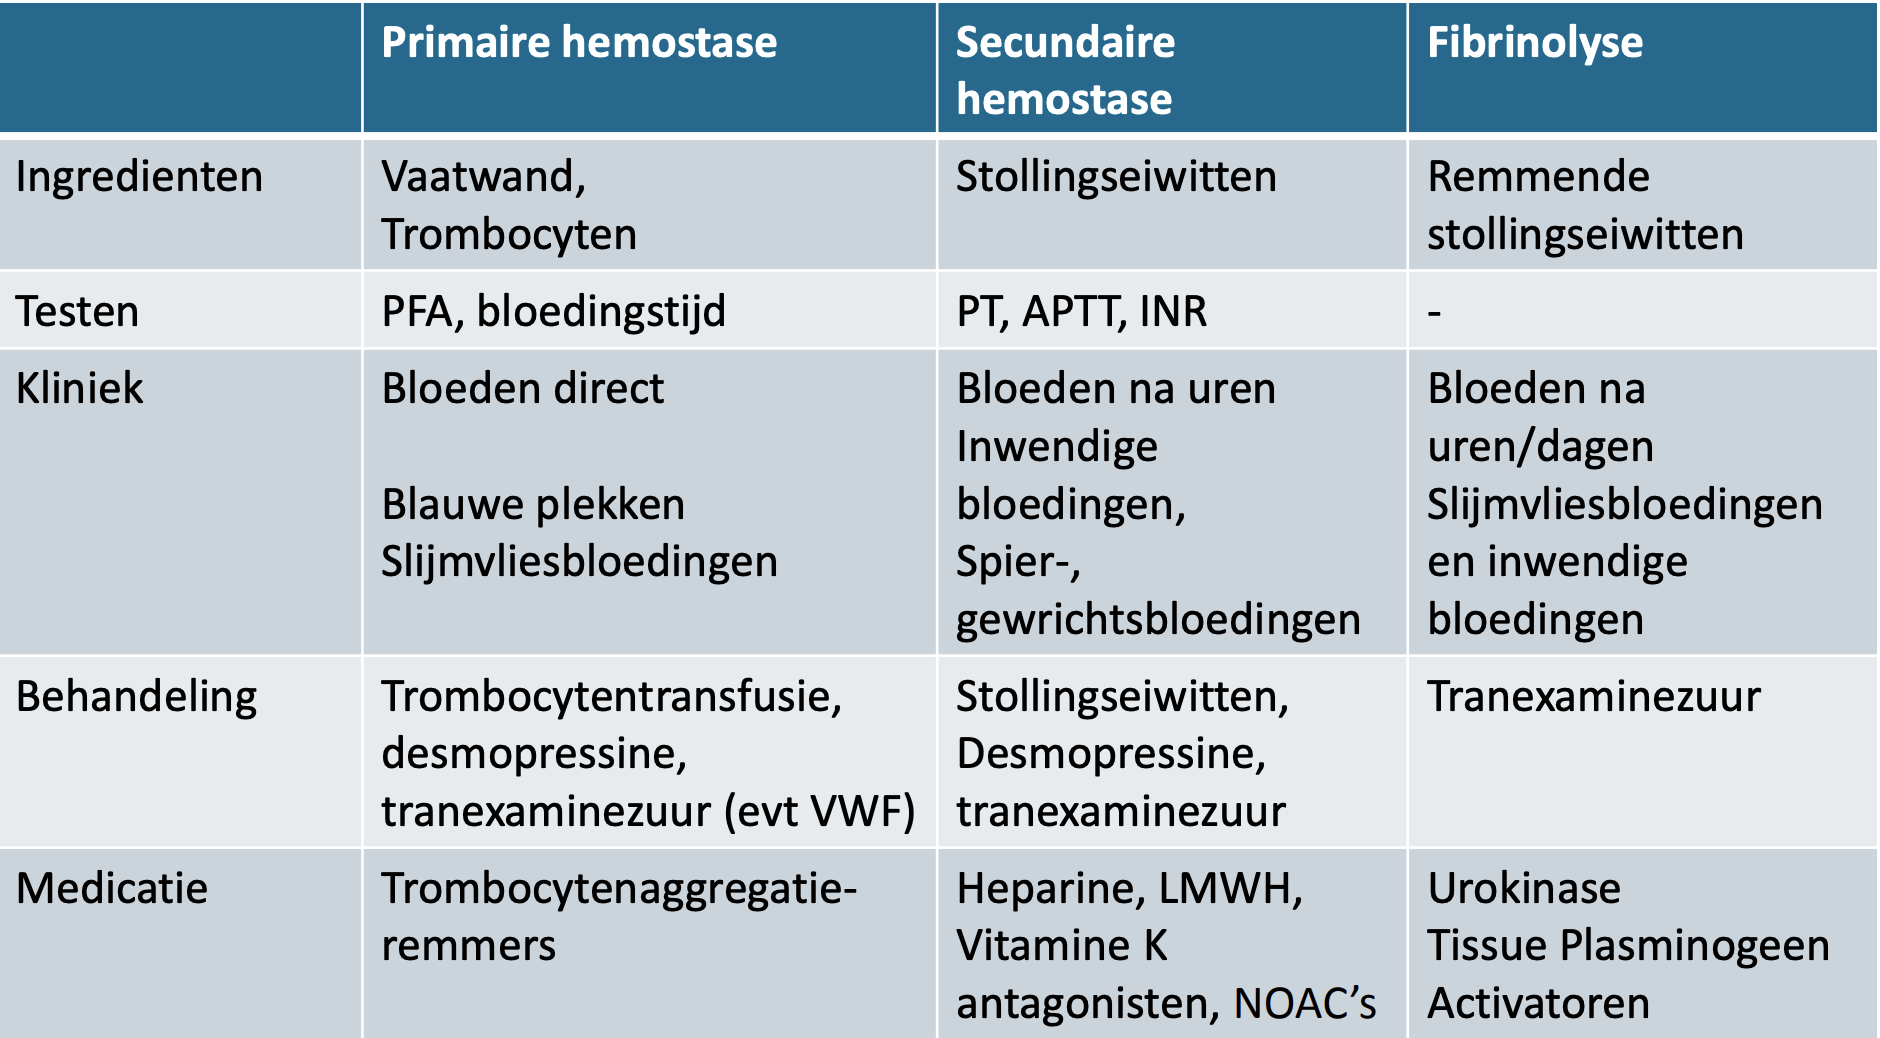 Primaire hemostase
Secundaire
hemostase
Fibrinolyse
Ingredienten
Vaatwand,
Trombocyten
Stollingseiwitten
Remmende
stollingseiwitten
Testen
PFA, bloedingstijd
PT, APTT, INR
-
Kliniek
Bloeden direct
Blauwe plekken
Slijmvliesbloedingen
Bloeden na uren
Inwendige
bloedingen,
Spier-,
gewrichtsbloedingen
Bloeden na
uren/dagen
Slijmvliesbloedingen
en inwendige
bloedingen
Behandeling
Trombocytentransfusie,
desmopressine,
tranexaminezuur (evt VWF)
Stollingseiwitten,
Desmopressine,
tranexaminezuur
Tranexaminezuur
Medicatie
Trombocytenaggregatie-
remmers
Heparine, LMWH,
Vitamine K
antagonisten, NOAC’s
Urokinase
Tissue Plasminogeen
Activatoren